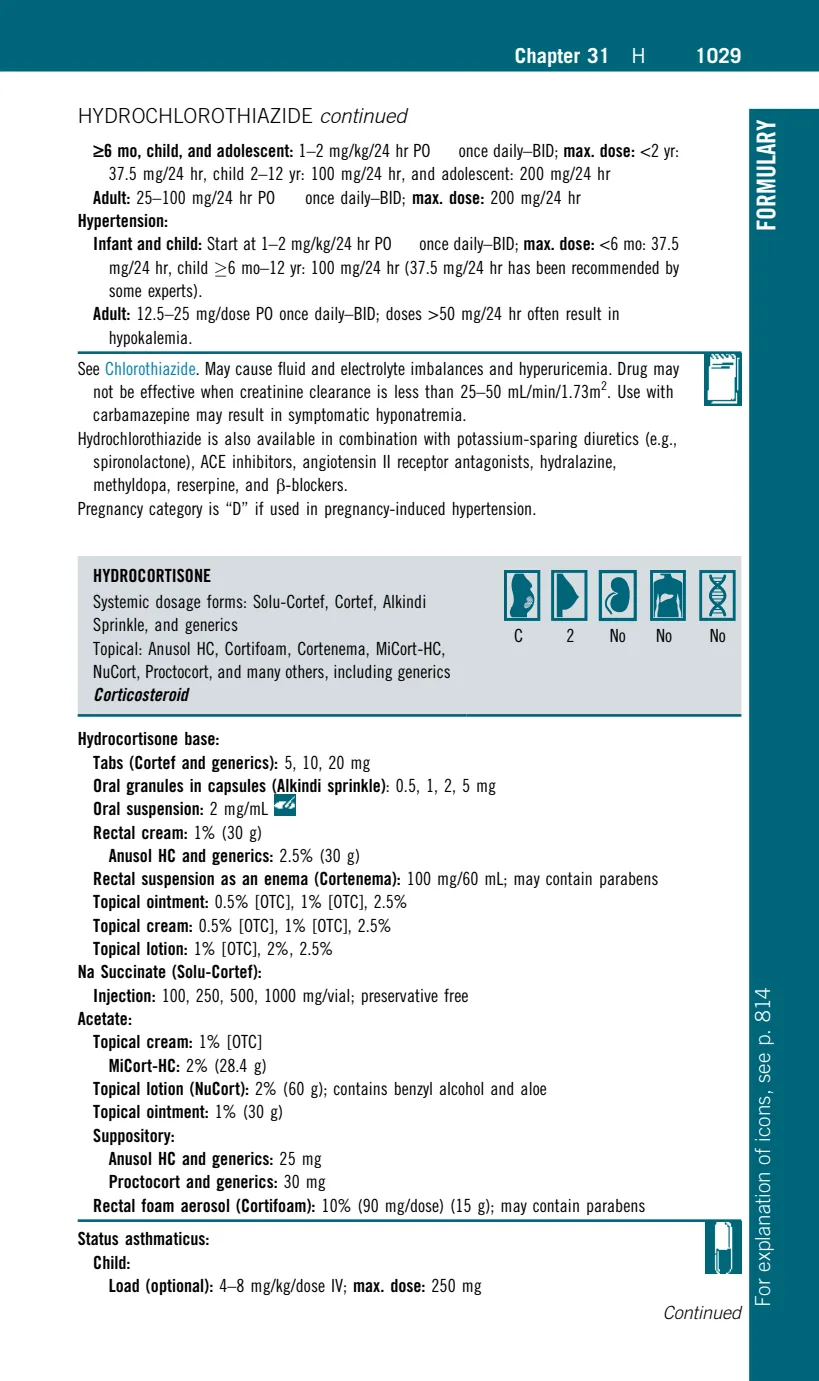 Chapter 31 H 1029
HYDROCHLOROTHIAZIDE continued
≥6 mo, child, and adolescent: 1–2 mg/kg/24 hr PO once daily–BID; max. dose: <2 yr:
37.5 mg/24 hr, child 2–12 yr: 100 mg/24 hr, and adolescent: 200 mg/24 hr
Adult: 25–100 mg/24 hr PO once daily–BID; max. dose: 200 mg/24 hr
Hypertension:
Infant and child: Start at 1–2 mg/kg/24 hr PO once daily–BID; max. dose: <6 mo: 37.5
mg/24 hr, child ≥6 mo–12 yr: 100 mg/24 hr (37.5 mg/24 hr has been recommended by
some experts).
Adult: 12.5–25 mg/dose PO once daily–BID; doses >50 mg/24 hr often result in
hypokalemia.
See Chlorothiazide. May cause fluid and electrolyte imbalances and hyperuricemia. Drug may
not be effective when creatinine clearance is less than 25–50 mL/min/1.73m². Use with
carbamazepine may result in symptomatic hyponatremia.
Hydrochlorothiazide is also available in combination with potassium-sparing diuretics (e.g.,
spironolactone), ACE inhibitors, angiotensin II receptor antagonists, hydralazine,
methyldopa, reserpine, and β-blockers.
Pregnancy category is “D” if used in pregnancy-induced hypertension.
HYDROCORTISONE
Systemic dosage forms: Solu-Cortef, Cortef, Alkindi
Sprinkle, and generics
Topical: Anusol HC, Cortifoam, Cortenema, MiCort-HC,
NuCort, Proctocort, and many others, including generics
Corticosteroid
C 2 No No No
Hydrocortisone base:
Tabs (Cortef and generics): 5, 10, 20 mg
Oral granules in capsules (Alkindi sprinkle): 0.5, 1, 2, 5 mg
Oral suspension: 2 mg/mL
Rectal cream: 1% (30 g)
Anusol HC and generics: 2.5% (30 g)
Rectal suspension as an enema (Cortenema): 100 mg/60 mL; may contain parabens
Topical ointment: 0.5% [OTC], 1% [OTC], 2.5%
Topical cream: 0.5% [OTC], 1% [OTC], 2.5%
Topical lotion: 1% [OTC], 2%, 2.5%
Na Succinate (Solu-Cortef):
Injection: 100, 250, 500, 1000 mg/vial; preservative free
Acetate:
Topical cream: 1% [OTC]
MiCort-HC: 2% (28.4 g)
Topical lotion (NuCort): 2% (60 g); contains benzyl alcohol and aloe
Topical ointment: 1% (30 g)
Suppository:
Anusol HC and generics: 25 mg
Proctocort and generics: 30 mg
Rectal foam aerosol (Cortifoam): 10% (90 mg/dose) (15 g); may contain parabens
Status asthmaticus:
Child:
Load (optional): 4–8 mg/kg/dose IV; max. dose: 250 mg
Continued
FORMULARY
For explanation of icons, see p. 814